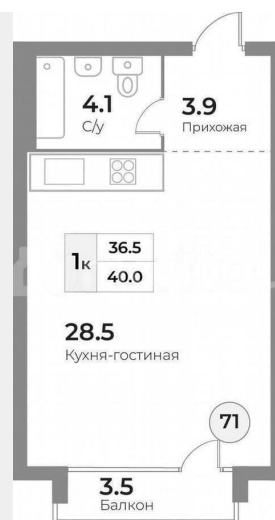 4.1
С/у
3.9
Прихожая
1к
36.5
40.0
28.5
Кухня-гостиная
71
3.5
Балкон